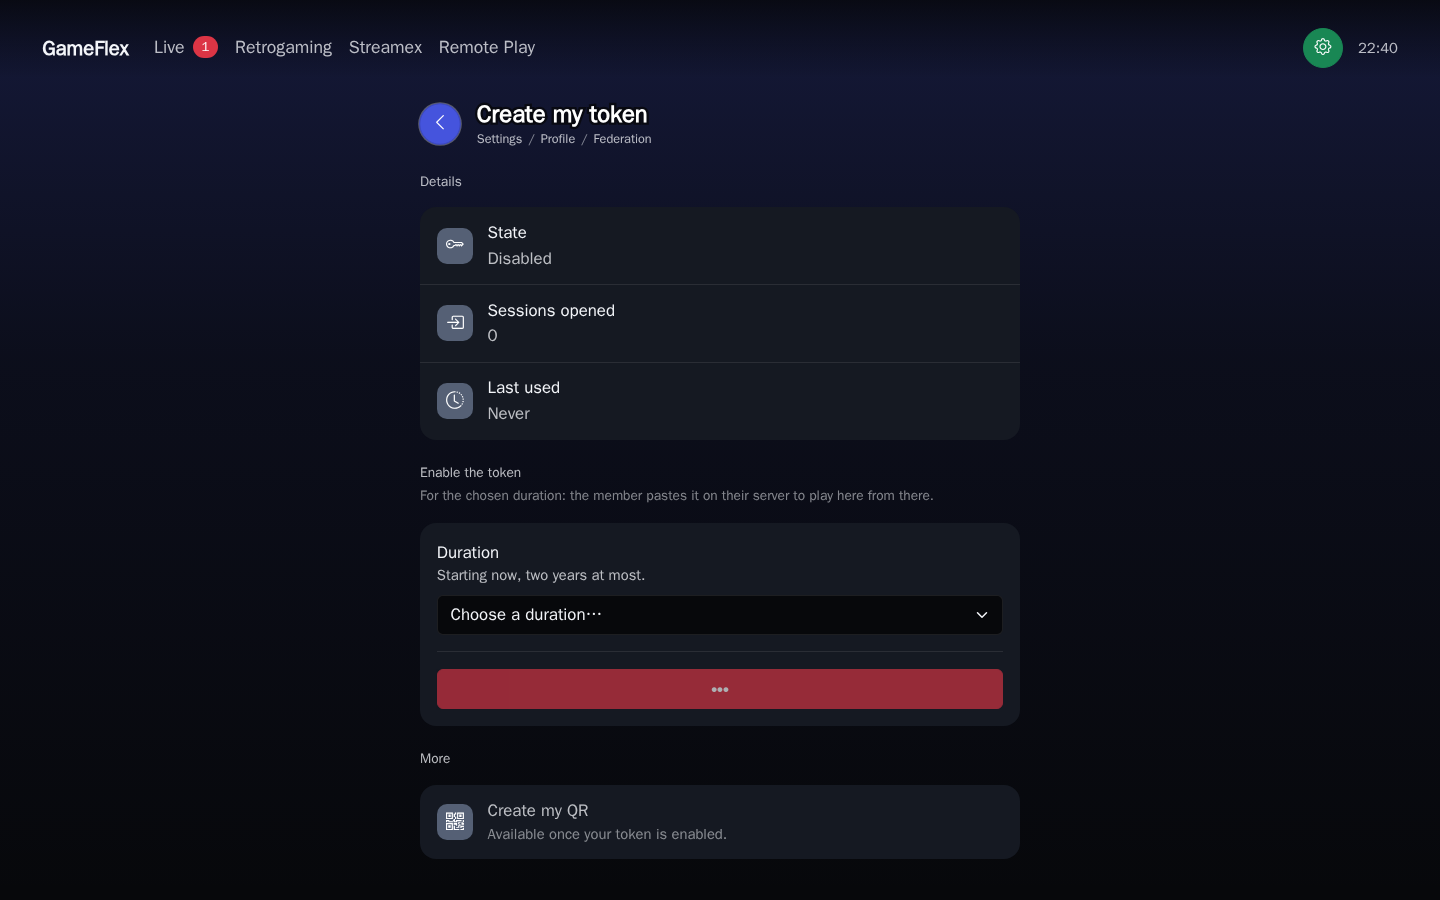 GameFlex Live 1 Retrogaming Streamex Remote Play 22:40
Create my token
Settings / Profile / Federation
Details
State
Disabled
Sessions opened
0
Last used
Never
Enable the token
For the chosen duration: the member pastes it on their server to play here from there.
Duration
Starting now, two years at most.
Choose a duration…
•••
More
Create my QR
Available once your token is enabled.